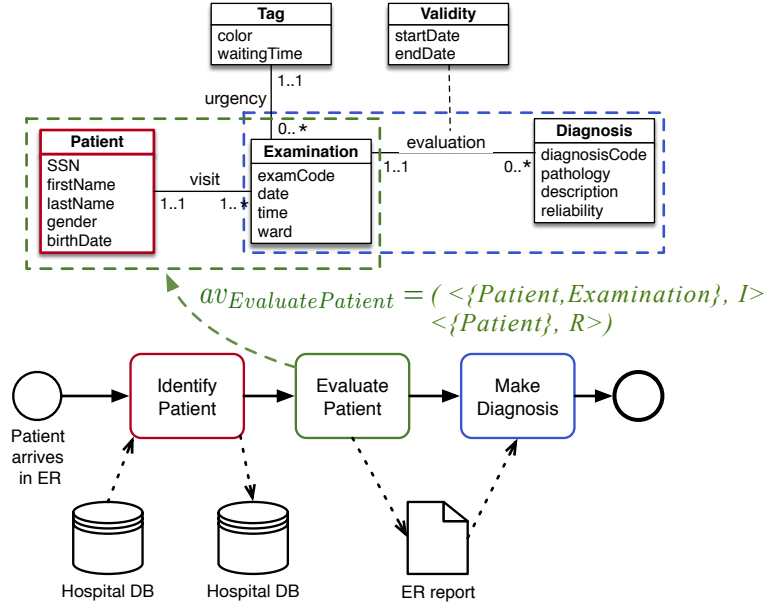 Tag
color
waitingTime
Validity
startDate
endDate
1..1
urgency
0..*
Patient
SSN
firstName
lastName
gender
birthDate
visit
1..1
1..*
Examination
examCode
date
time
ward
evaluation
1..1
0..*
Diagnosis
diagnosisCode
pathology
description
reliability
avEvaluatePatient = ( <{Patient,Examination}, I>
<{Patient}, R>)
Patient
arrives
in ER
Identify
Patient
Evaluate
Patient
Make
Diagnosis
Hospital DB
Hospital DB
ER report